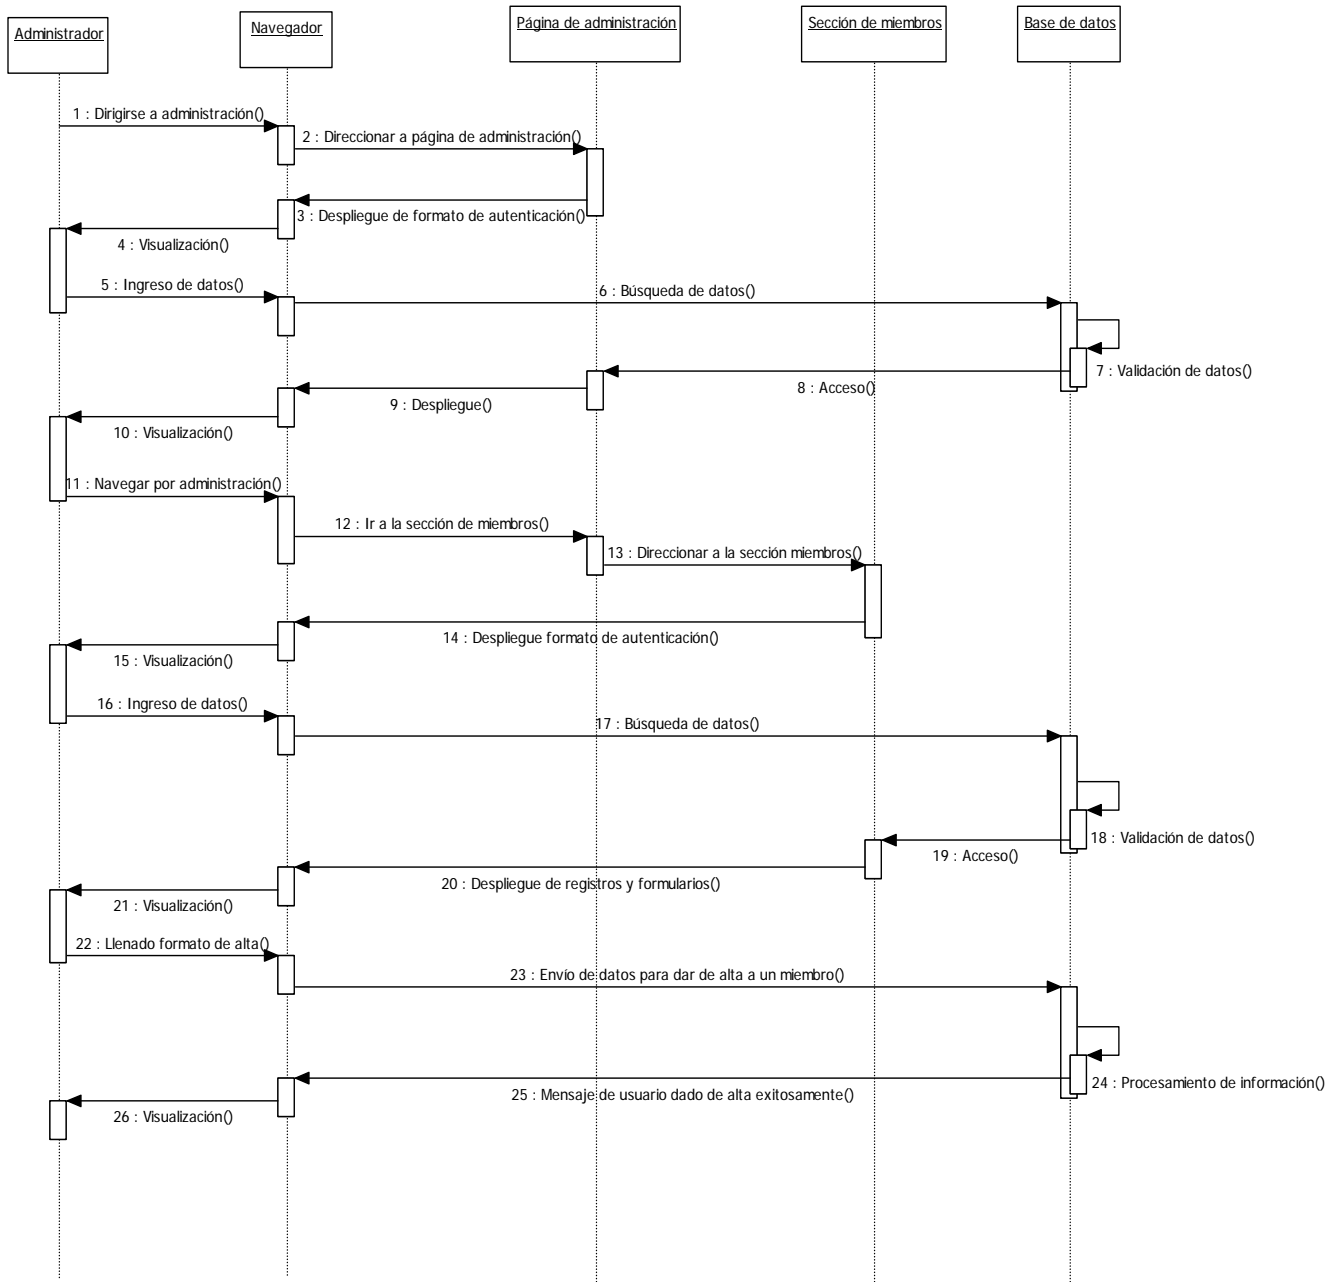 Administrador
Navegador
Página de administración
Sección de miembros
Base de datos
1 : Dirigirse a administración()
2 : Direccionar a página de administración()
3 : Despliegue de formato de autenticación()
4 : Visualización()
5 : Ingreso de datos()
6 : Búsqueda de datos()
7 : Validación de datos()
8 : Acceso()
9 : Despliegue()
10 : Visualización()
11 : Navegar por administración()
12 : Ir a la sección de miembros()
13 : Direccionar a la sección miembros()
14 : Despliegue formato de autenticación()
15 : Visualización()
16 : Ingreso de datos()
17 : Búsqueda de datos()
18 : Validación de datos()
19 : Acceso()
20 : Despliegue de registros y formularios()
21 : Visualización()
22 : Llenado formato de alta()
23 : Envío de datos para dar de alta a un miembro()
24 : Procesamiento de información()
25 : Mensaje de usuario dado de alta exitosamente()
26 : Visualización()